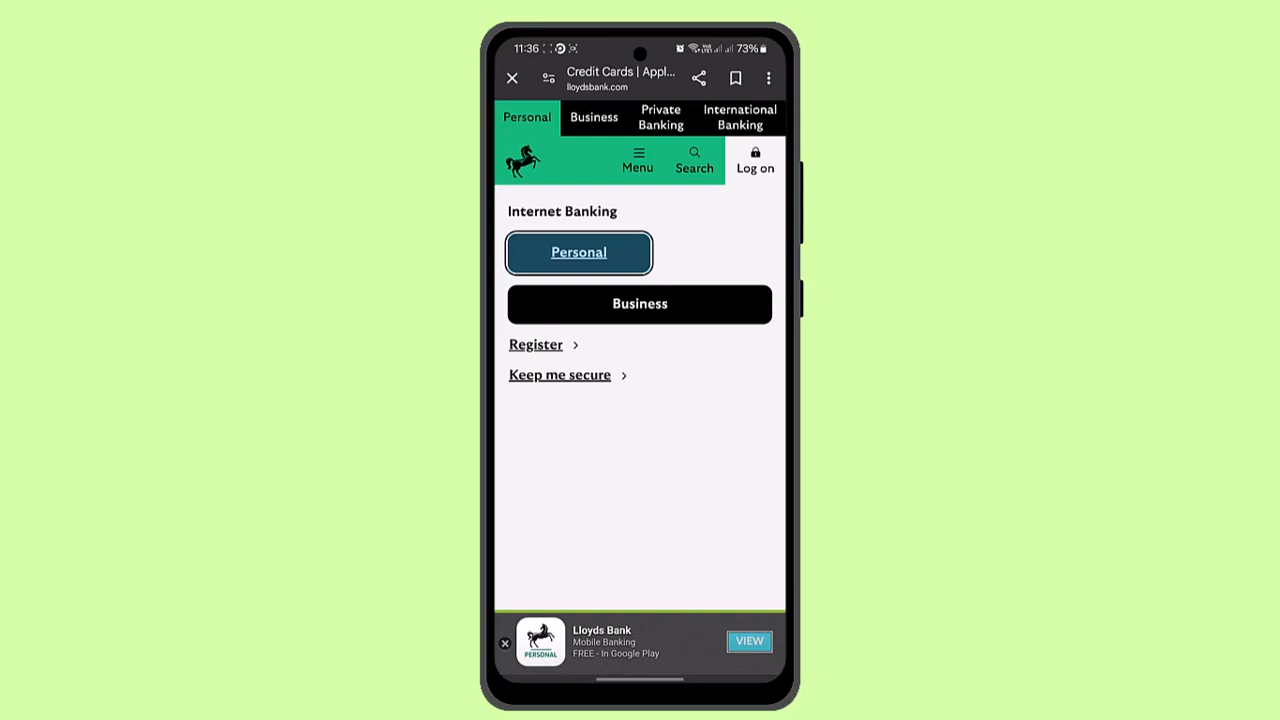 11:36 73%
Credit Cards | Appl...
lloydsbank.com
Personal Business Private Banking International Banking
Menu Search Log on
Internet Banking
Personal
Business
Register
Keep me secure
Lloyds Bank
Mobile Banking
FREE - In Google Play
VIEW
PERSONAL